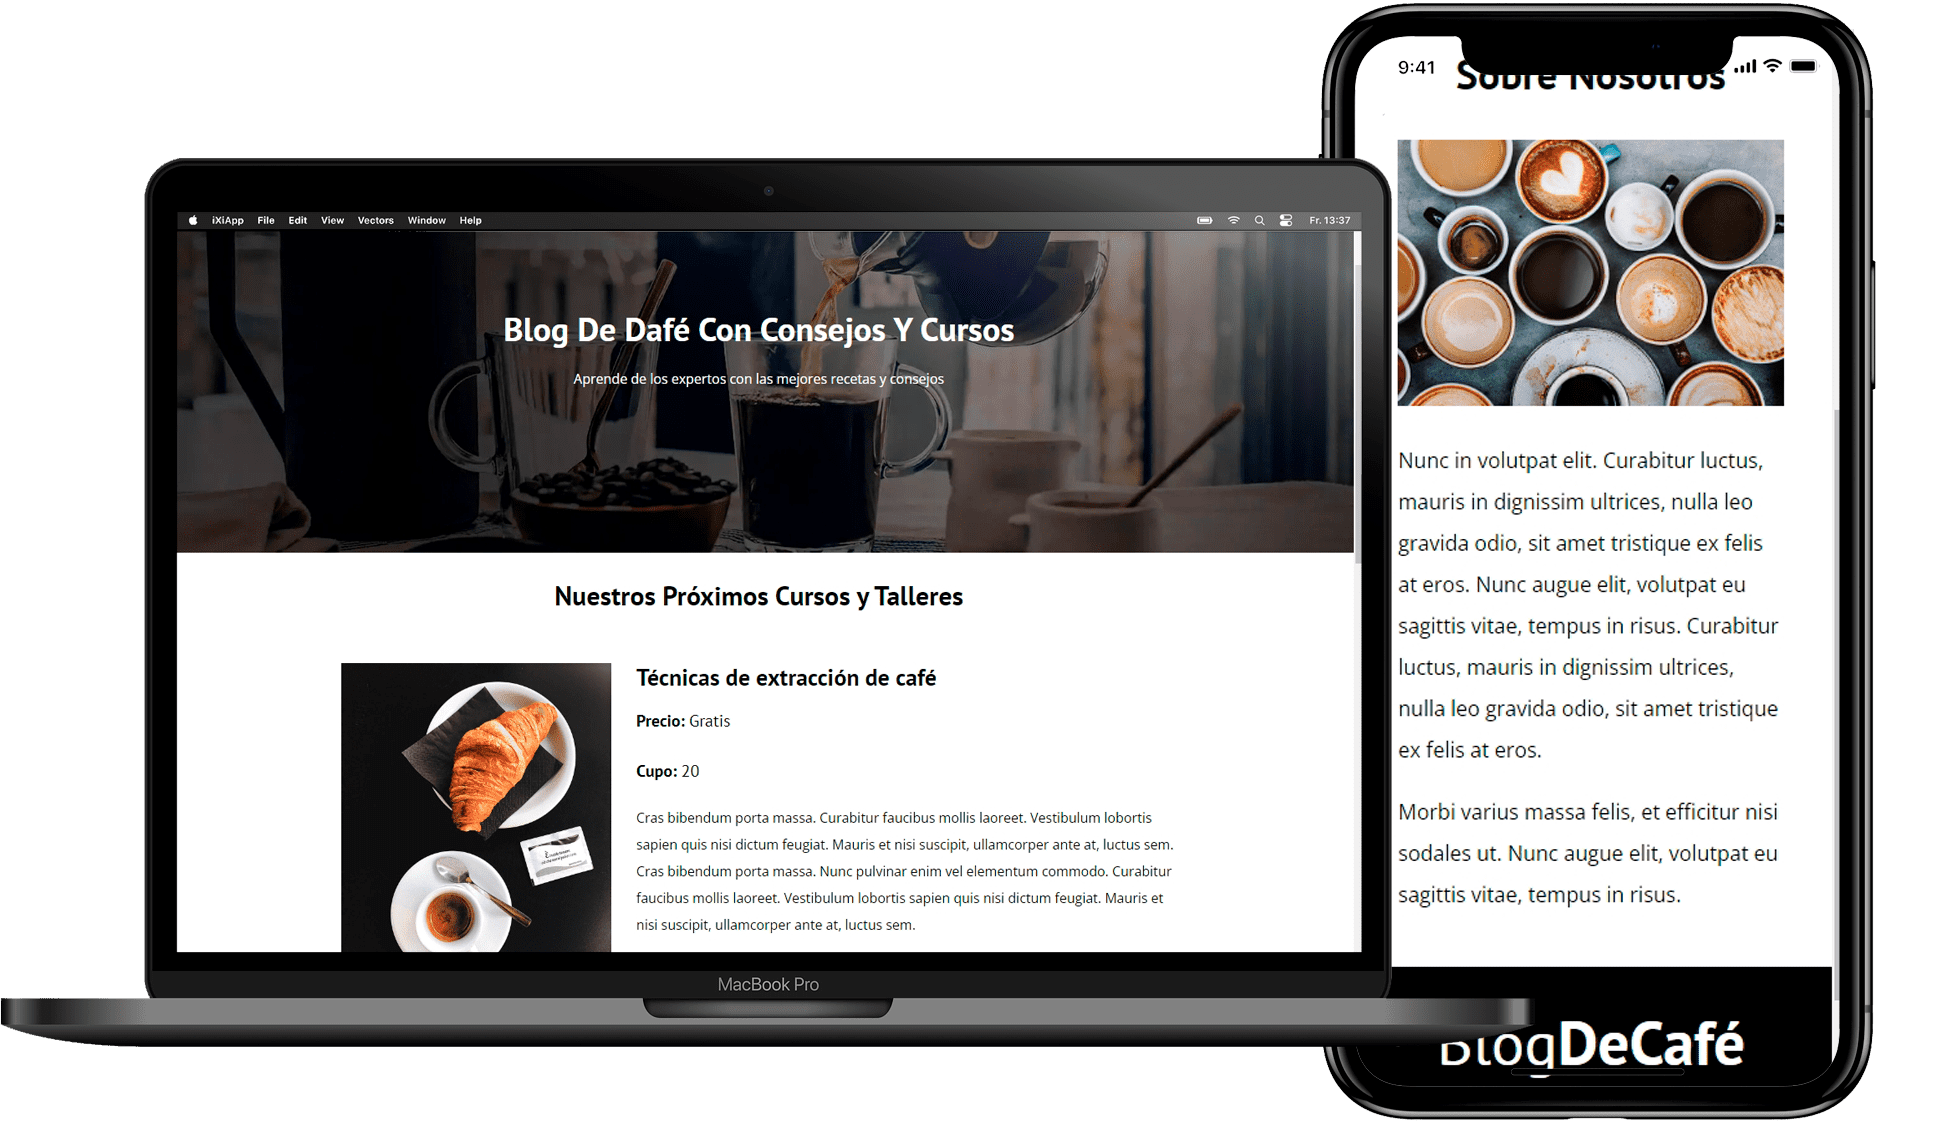 iXiApp File Edit View Vectors Window Help Fr. 13:37
Blog De Dafé Con Consejos Y Cursos
Aprende de los expertos con las mejores recetas y consejos
Nuestros Próximos Cursos y Talleres
Técnicas de extracción de café
Precio: Gratis
Cupo: 20
Cras bibendum porta massa. Curabitur faucibus mollis laoreet. Vestibulum lobortis
sapien quis nisi dictum feugiat. Mauris et nisi suscipit, ullamcorper ante at, luctus sem.
Cras bibendum porta massa. Nunc pulvinar enim vel elementum commodo. Curabitur
faucibus mollis laoreet. Vestibulum lobortis sapien quis nisi dictum feugiat. Mauris et
nisi suscipit, ullamcorper ante at, luctus sem.
MacBook Pro
9:41
Sobre Nosotros
Nunc in volutpat elit. Curabitur luctus,
mauris in dignissim ultrices, nulla leo
gravida odio, sit amet tristique ex felis
at eros. Nunc augue elit, volutpat eu
sagittis vitae, tempus in risus. Curabitur
luctus, mauris in dignissim ultrices,
nulla leo gravida odio, sit amet tristique
ex felis at eros.
Morbi varius massa felis, et efficitur nisi
sodales ut. Nunc augue elit, volutpat eu
sagittis vitae, tempus in risus.
BlogDeCafé